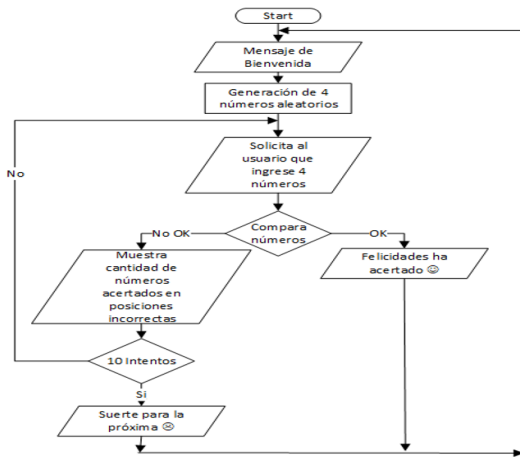 Start
Mensaje de
Bienvenida
Generación de 4
números aleatorios
No
Solicita al
usuario que
ingrese 4
números
No OK
Compara
números
OK
Muestra
cantidad de
números
acertados en
posiciones
incorrectas
Felicidades ha
acertado ☺
10 Intentos
Si
Suerte para la
próxima ☹